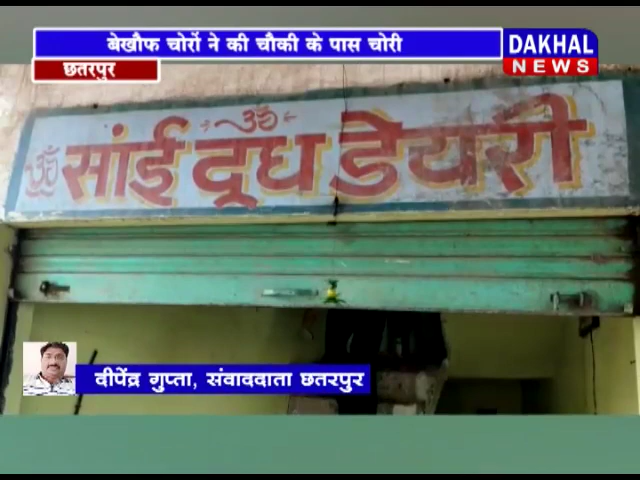 बेखौफ चोरों ने की चौकी के पास चोरी
DAKHAL
NEWS
छतरपुर
ॐ सांई दूध डेयरी
ॐ
दीपेंद्र गुप्ता, संवाददाता छतरपुर